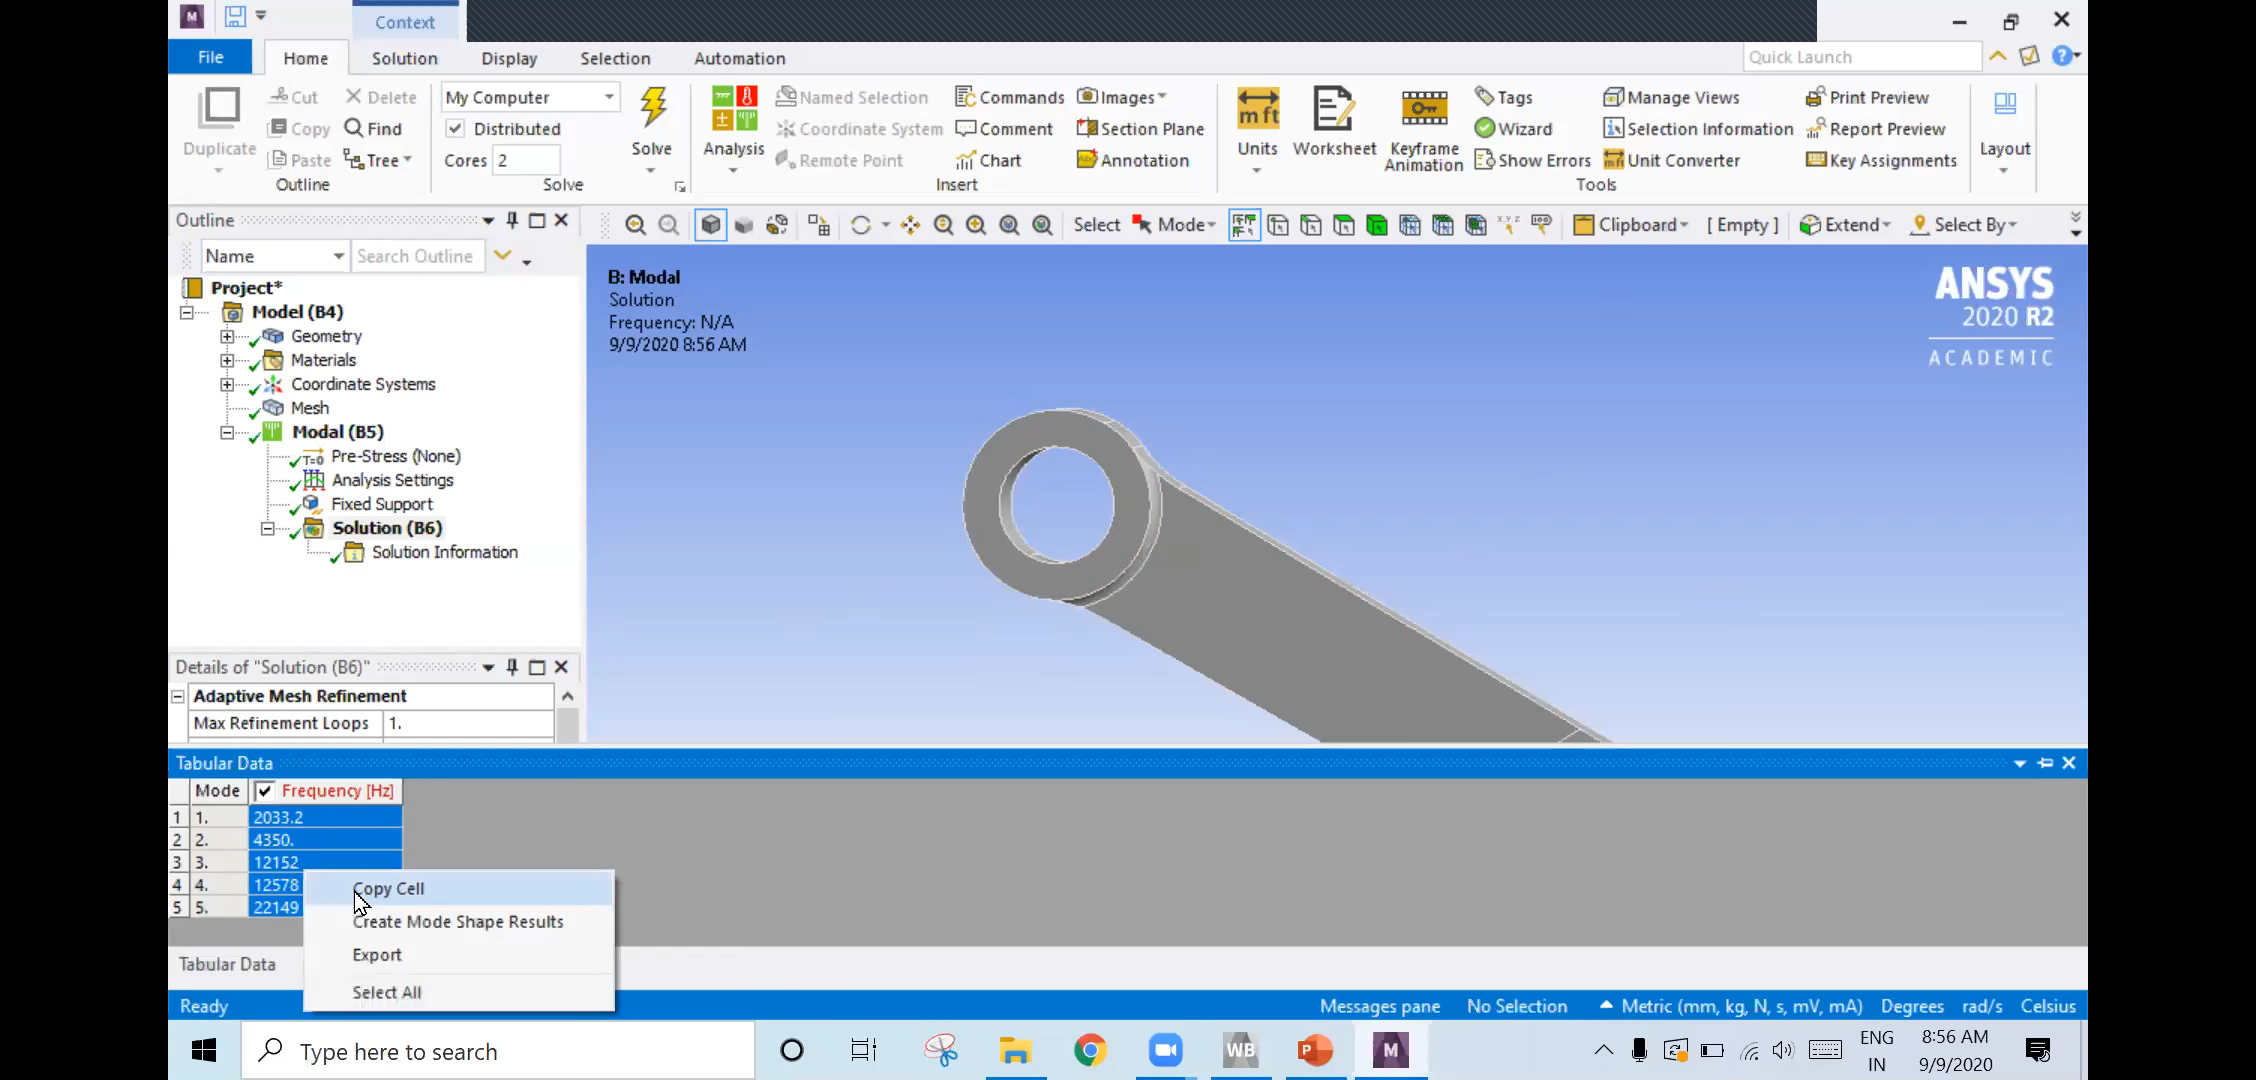 M
Context
File
Home
Solution
Display
Selection
Automation
Quick Launch
Duplicate
Cut
Copy
Paste
Delete
Find
Tree
Outline
My Computer
Distributed
Cores 2
Solve
Solve
Analysis
Named Selection
Coordinate System
Remote Point
Commands
Comment
Chart
Images
Section Plane
Annotation
Insert
Units
Worksheet
Keyframe
Animation
Tags
Wizard
Show Errors
Manage Views
Selection Information
Unit Converter
Print Preview
Report Preview
Key Assignments
Tools
Layout
Outline
Name
Search Outline
Select
Mode
Clipboard
[ Empty ]
Extend
Select By
Project*
Model (B4)
Geometry
Materials
Coordinate Systems
Mesh
Modal (B5)
Pre-Stress (None)
Analysis Settings
Fixed Support
Solution (B6)
Solution Information
B: Modal
Solution
Frequency: N/A
9/9/2020 8:56 AM
ANSYS
2020 R2
ACADEMIC
Details of "Solution (B6)"
Adaptive Mesh Refinement
Max Refinement Loops 1.
Tabular Data
Mode Frequency [Hz]
1 1. 2033.2
2 2. 4350.
3 3. 12152
4 4. 12578
5 5. 22149
Copy Cell
Create Mode Shape Results
Export
Select All
Tabular Data
Ready
Messages pane
No Selection
Metric (mm, kg, N, s, mV, mA)
Degrees
rad/s
Celsius
Type here to search
WB
P
M
ENG
IN
8:56 AM
9/9/2020